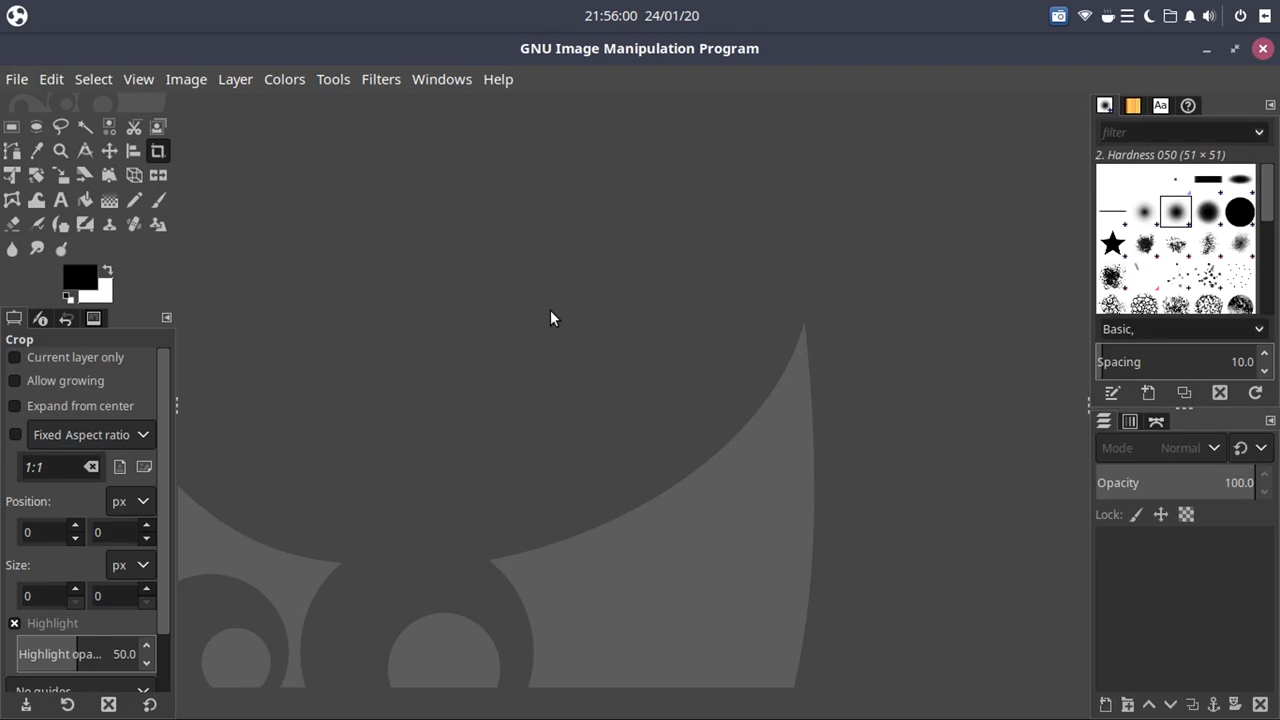 21:56:00 24/01/20
GNU Image Manipulation Program
File Edit Select View Image Layer Colors Tools Filters Windows Help
Crop
Current layer only
Allow growing
Expand from center
Fixed Aspect ratio
1:1
Position: px
0 0
Size: px
0 0
Highlight
Highlight opa... 50.0
Aa
filter
2. Hardness 050 (51 × 51)
Basic,
Spacing 10.0
Mode Normal
Opacity 100.0
Lock: